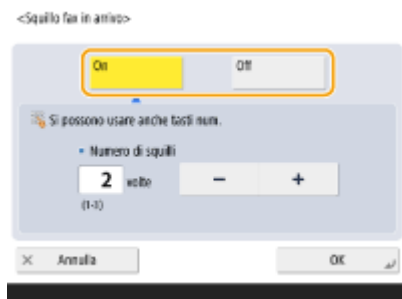 <Squillo fax in arrivo>
On
Off
Si possono usare anche tasti num.
• Numero di squilli
2 volte
− +
(1-3)
× Annulla
OK